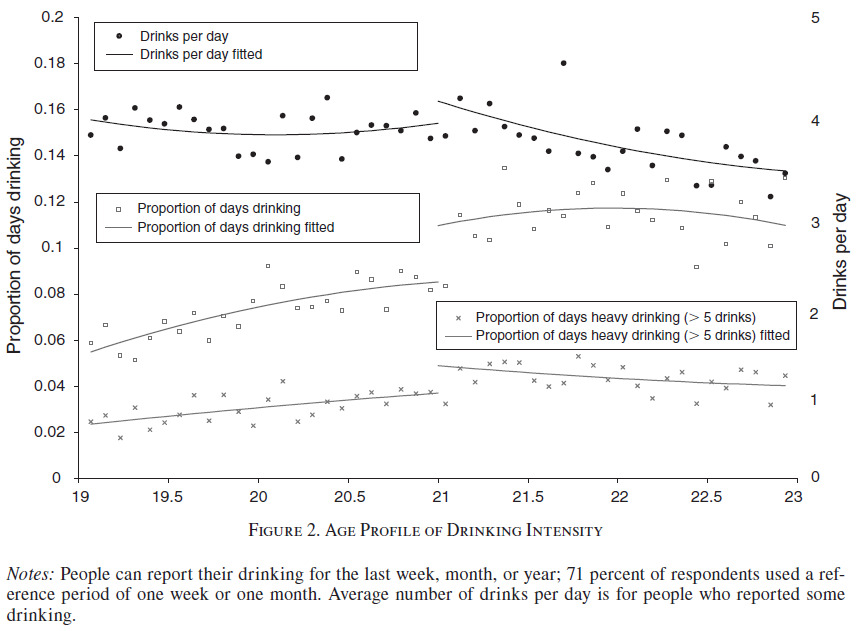 0.2
0.18
0.16
0.14
0.12
0.1
0.08
0.06
0.04
0.02
0
Proportion of days drinking
5
4
3
2
1
0
Drinks per day
Drinks per day
Drinks per day fitted
Proportion of days drinking
Proportion of days drinking fitted
Proportion of days heavy drinking (> 5 drinks)
Proportion of days heavy drinking (> 5 drinks) fitted
19 19.5 20 20.5 21 21.5 22 22.5 23
Figure 2. Age Profile of Drinking Intensity
Notes: People can report their drinking for the last week, month, or year; 71 percent of respondents used a ref-
erence period of one week or one month. Average number of drinks per day is for people who reported some
drinking.